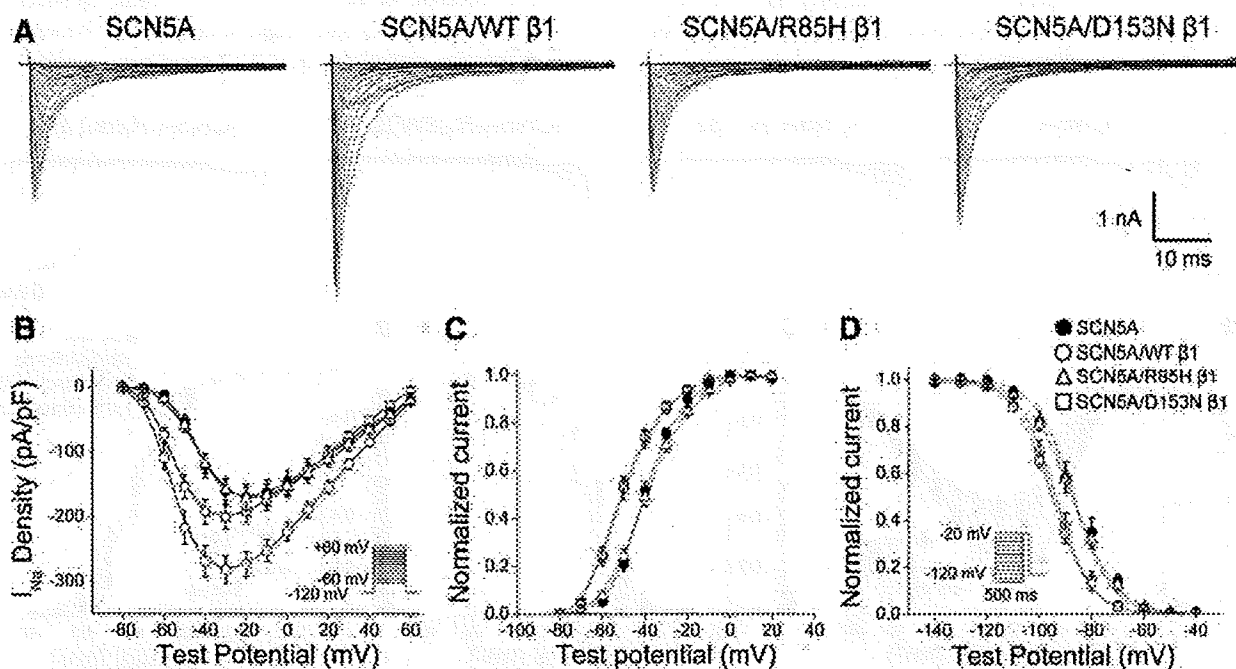 A
SCN5A
SCN5A/WT β1
SCN5A/R85H β1
SCN5A/D153N β1
1 nA
10 ms
B
I Na Density (pA/pF)
0
-100
-200
-300
+60 mV
-60 mV
-120 mV
-80 -60 -40 -20 0 20 40 60
Test Potential (mV)
C
Normalized current
1.0
0.8
0.6
0.4
0.2
0.0
-100 -80 -60 -40 -20 0 20 40
Test potential (mV)
D
SCN5A
SCN5A/WT β1
SCN5A/R85H β1
SCN5A/D153N β1
Normalized current
1.0
0.8
0.6
0.4
0.2
0.0
-20 mV
-120 mV
500 ms
-140 -120 -100 -80 -60 -40
Test Potential (mV)